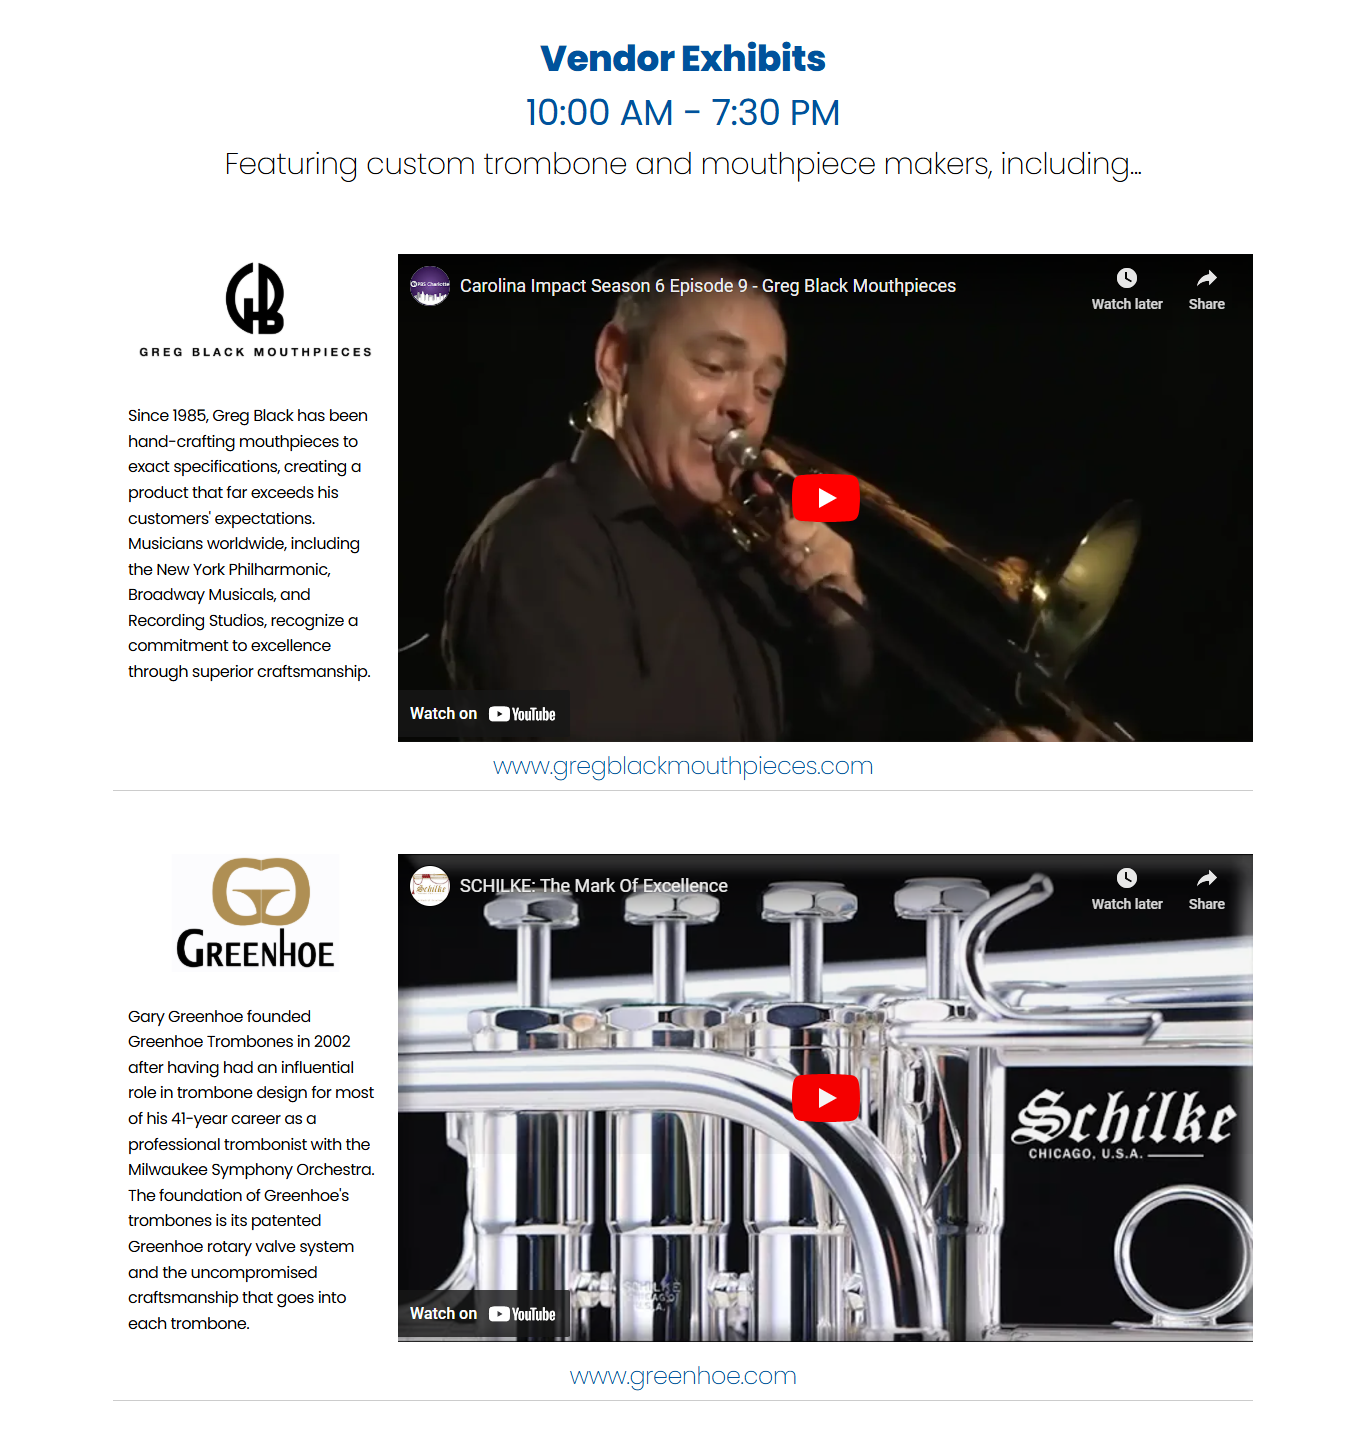 Vendor Exhibits
10:00 AM - 7:30 PM
Featuring custom trombone and mouthpiece makers, including...
GREG BLACK MOUTHPIECES
Since 1985, Greg Black has been
hand-crafting mouthpieces to
exact specifications, creating a
product that far exceeds his
customers' expectations.
Musicians worldwide, including
the New York Philharmonic,
Broadway Musicals, and
Recording Studios, recognize a
commitment to excellence
through superior craftsmanship.
PBS Charlotte
Carolina Impact Season 6 Episode 9 - Greg Black Mouthpieces
Watch later
Share
Watch on YouTube
www.gregblackmouthpieces.com
GREENHOE
Gary Greenhoe founded
Greenhoe Trombones in 2002
after having had an influential
role in trombone design for most
of his 41-year career as a
professional trombonist with the
Milwaukee Symphony Orchestra.
The foundation of Greenhoe's
trombones is its patented
Greenhoe rotary valve system
and the uncompromised
craftsmanship that goes into
each trombone.
Schilke
SCHILKE: The Mark Of Excellence
Watch later
Share
Schilke
CHICAGO, U.S.A.
SCHILKE
CHICAGO
U.S.A.
Watch on YouTube
www.greenhoe.com